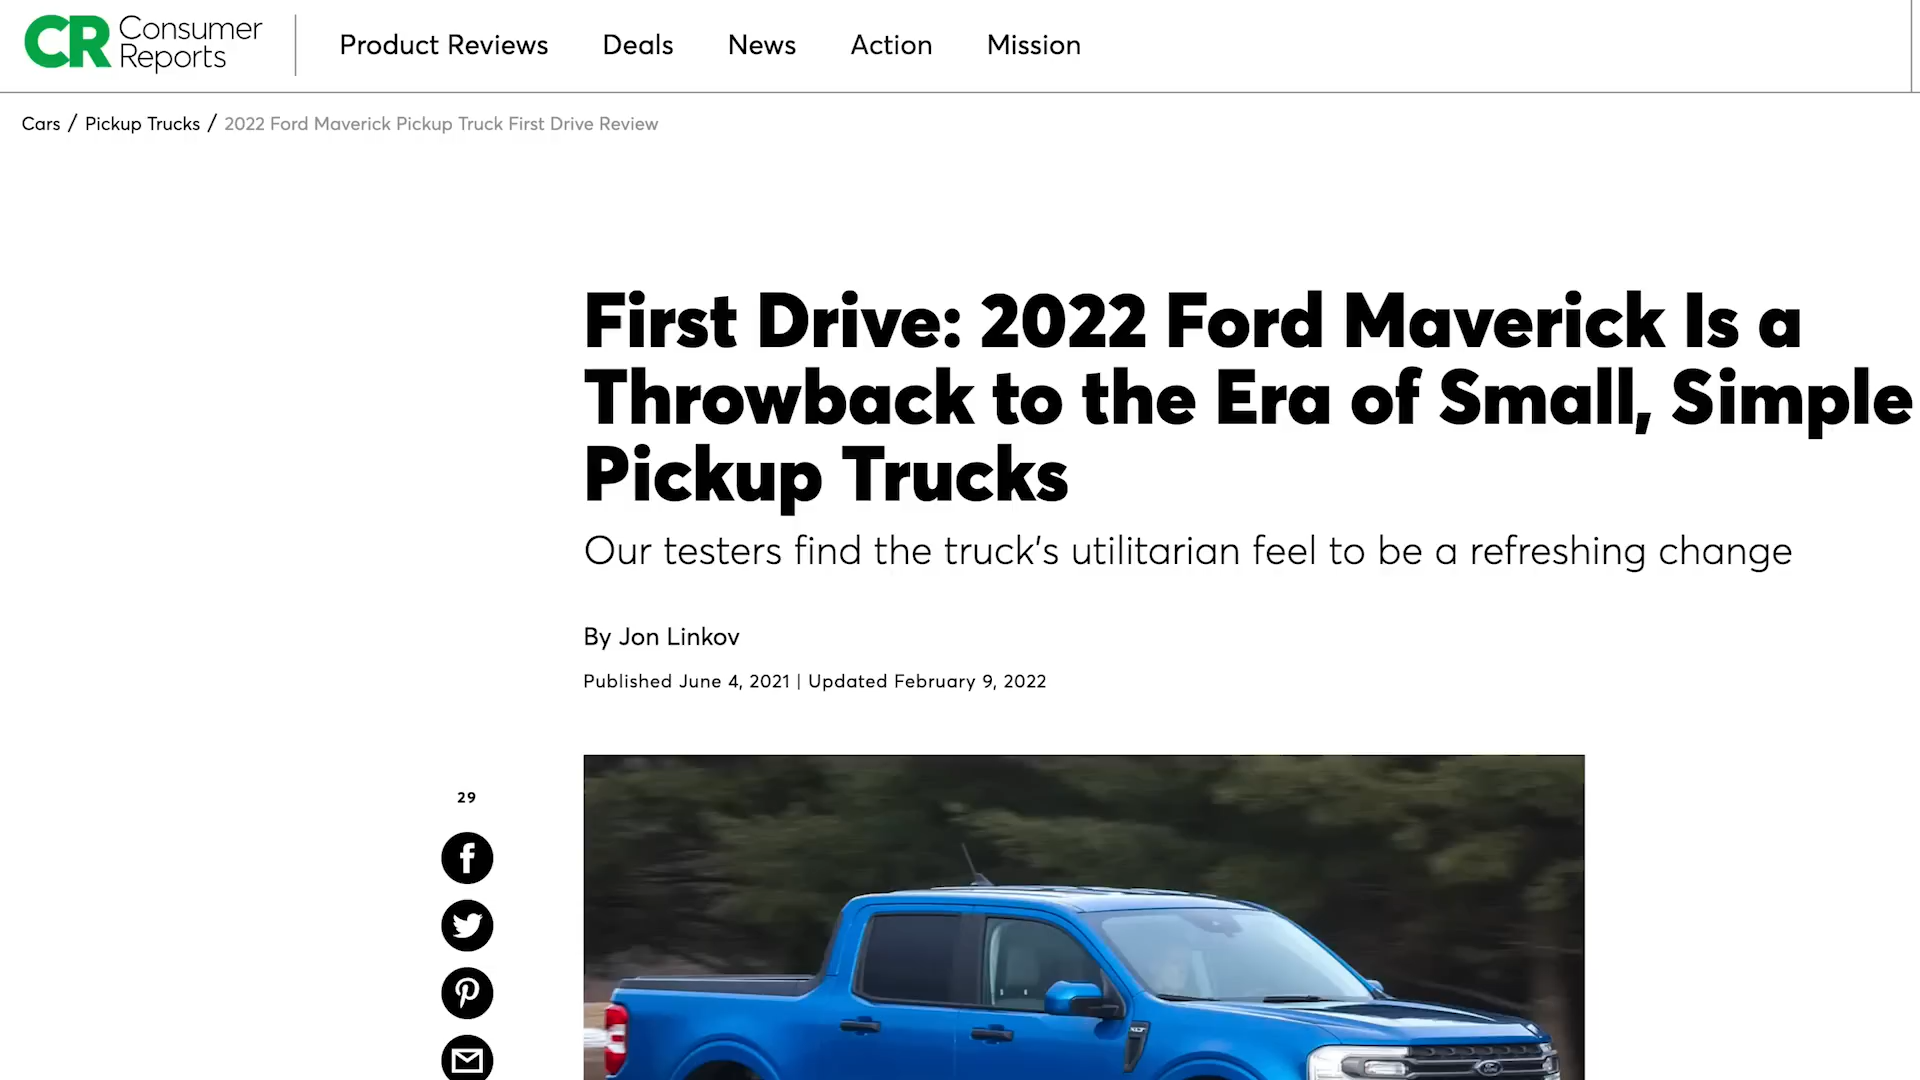 CR Consumer Reports
Product Reviews Deals News Action Mission
Cars / Pickup Trucks / 2022 Ford Maverick Pickup Truck First Drive Review
First Drive: 2022 Ford Maverick Is a
Throwback to the Era of Small, Simple
Pickup Trucks
Our testers find the truck's utilitarian feel to be a refreshing change
By Jon Linkov
Published June 4, 2021 | Updated February 9, 2022
29
XLT
Ford